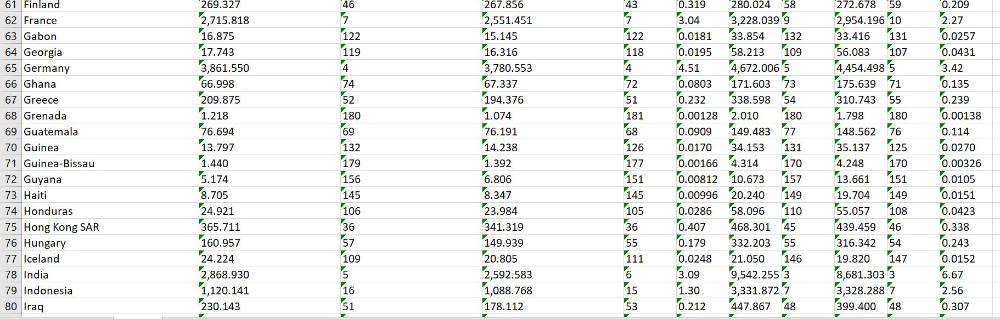 61 Finland 269.327 46 267.856 43 0.319 280.024 58 272.678 59 0.209
62 France 2,715.818 7 2,551.451 7 3.04 3,228.039 9 2,954.196 10 2.27
63 Gabon 16.875 122 15.145 122 0.0181 33.854 132 33.416 131 0.0257
64 Georgia 17.743 119 16.316 118 0.0195 58.213 109 56.083 107 0.0431
65 Germany 3,861.550 4 3,780.553 4 4.51 4,672.006 5 4,454.498 5 3.42
66 Ghana 66.998 74 67.337 72 0.0803 171.603 73 175.639 71 0.135
67 Greece 209.875 52 194.376 51 0.232 338.598 54 310.743 55 0.239
68 Grenada 1.218 180 1.074 181 0.00128 2.010 180 1.798 180 0.00138
69 Guatemala 76.694 69 76.191 68 0.0909 149.483 77 148.562 76 0.114
70 Guinea 13.797 132 14.238 126 0.0170 34.153 131 35.137 125 0.0270
71 Guinea-Bissau 1.440 179 1.392 177 0.00166 4.314 170 4.248 170 0.00326
72 Guyana 5.174 156 6.806 151 0.00812 10.673 157 13.661 151 0.0105
73 Haiti 8.705 145 8.347 145 0.00996 20.240 149 19.704 149 0.0151
74 Honduras 24.921 106 23.984 105 0.0286 58.096 110 55.057 108 0.0423
75 Hong Kong SAR 365.711 36 341.319 36 0.407 468.301 45 439.459 46 0.338
76 Hungary 160.957 57 149.939 55 0.179 332.203 55 316.342 54 0.243
77 Iceland 24.224 109 20.805 111 0.0248 21.050 146 19.820 147 0.0152
78 India 2,868.930 5 2,592.583 6 3.09 9,542.255 3 8,681.303 3 6.67
79 Indonesia 1,120.141 16 1,088.768 15 1.30 3,331.872 7 3,328.288 7 2.56
80 Iraq 230.143 51 178.112 53 0.212 447.867 48 399.400 48 0.307